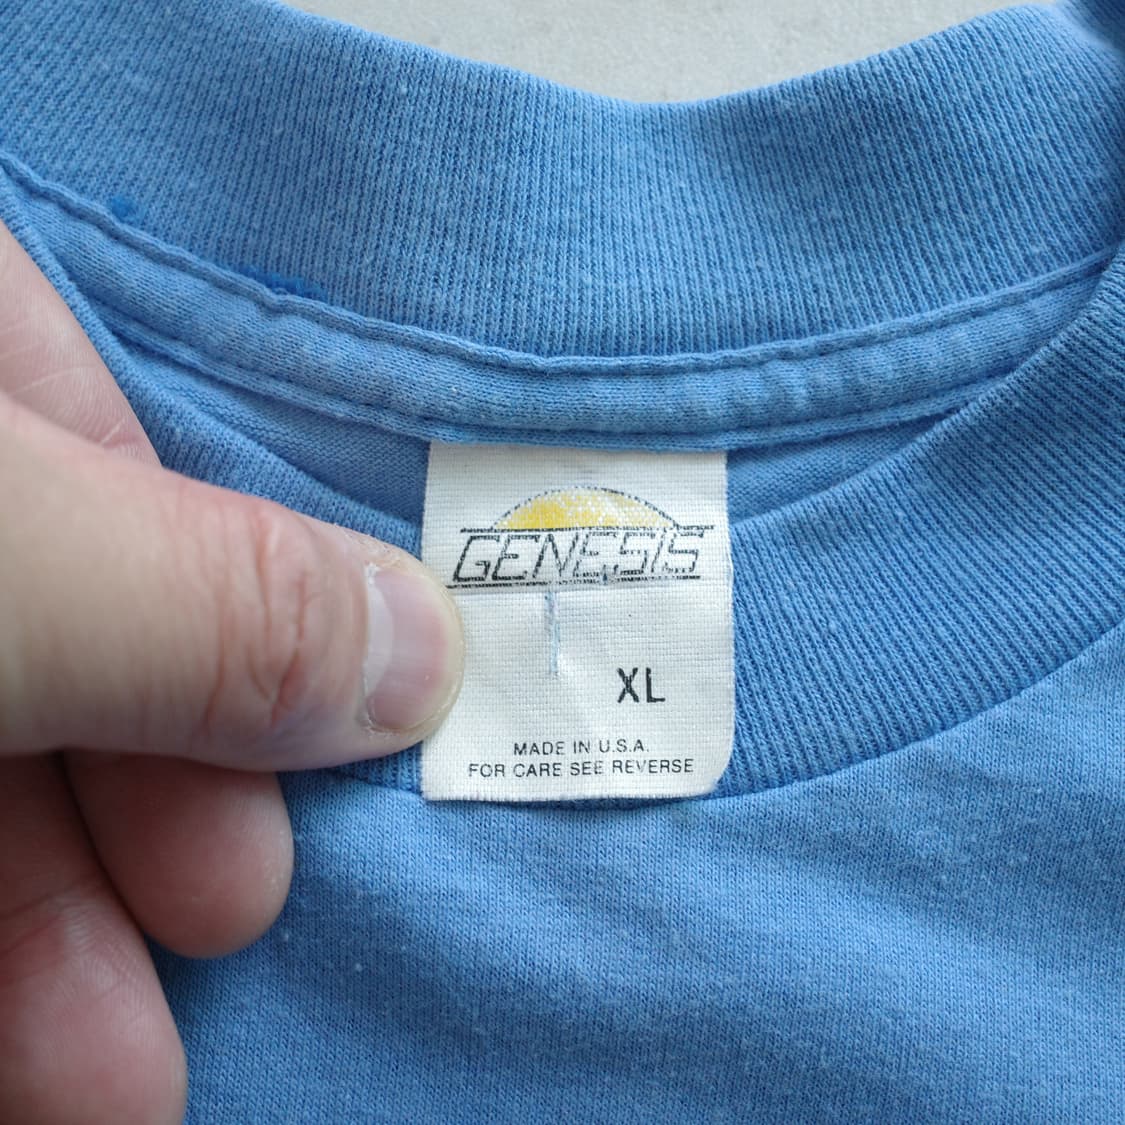 GENESIS
XL
MADE IN U.S.A.
FOR CARE SEE REVERSE